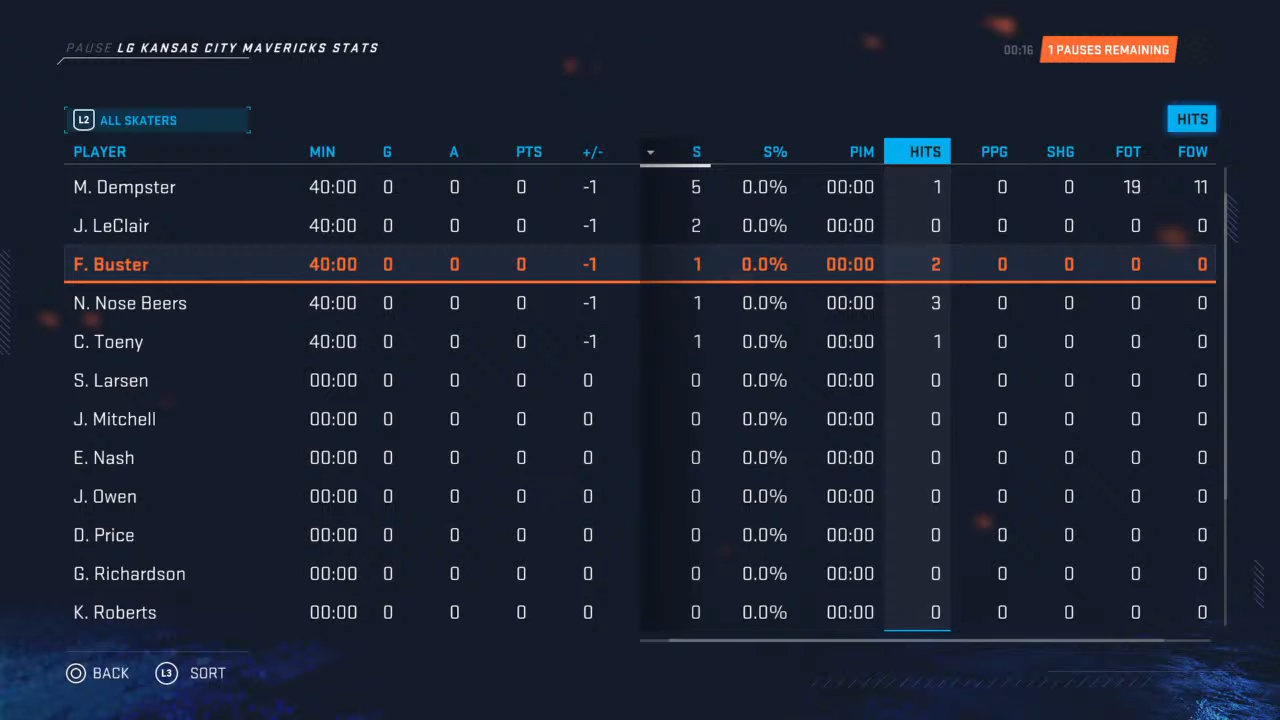 PAUSE LG KANSAS CITY MAVERICKS STATS
00:16 1 PAUSES REMAINING
L2 ALL SKATERS HITS
PLAYER MIN G A PTS +/- S S% PIM HITS PPG SHG FOT FOW
M. Dempster 40:00 0 0 0 -1 5 0.0% 00:00 1 0 0 19 11
J. LeClair 40:00 0 0 0 -1 2 0.0% 00:00 0 0 0 0 0
F. Buster 40:00 0 0 0 -1 1 0.0% 00:00 2 0 0 0 0
N. Nose Beers 40:00 0 0 0 -1 1 0.0% 00:00 3 0 0 0 0
C. Toeny 40:00 0 0 0 -1 1 0.0% 00:00 1 0 0 0 0
S. Larsen 00:00 0 0 0 0 0 0.0% 00:00 0 0 0 0 0
J. Mitchell 00:00 0 0 0 0 0 0.0% 00:00 0 0 0 0 0
E. Nash 00:00 0 0 0 0 0 0.0% 00:00 0 0 0 0 0
J. Owen 00:00 0 0 0 0 0 0.0% 00:00 0 0 0 0 0
D. Price 00:00 0 0 0 0 0 0.0% 00:00 0 0 0 0 0
G. Richardson 00:00 0 0 0 0 0 0.0% 00:00 0 0 0 0 0
K. Roberts 00:00 0 0 0 0 0 0.0% 00:00 0 0 0 0 0
BACK L3 SORT